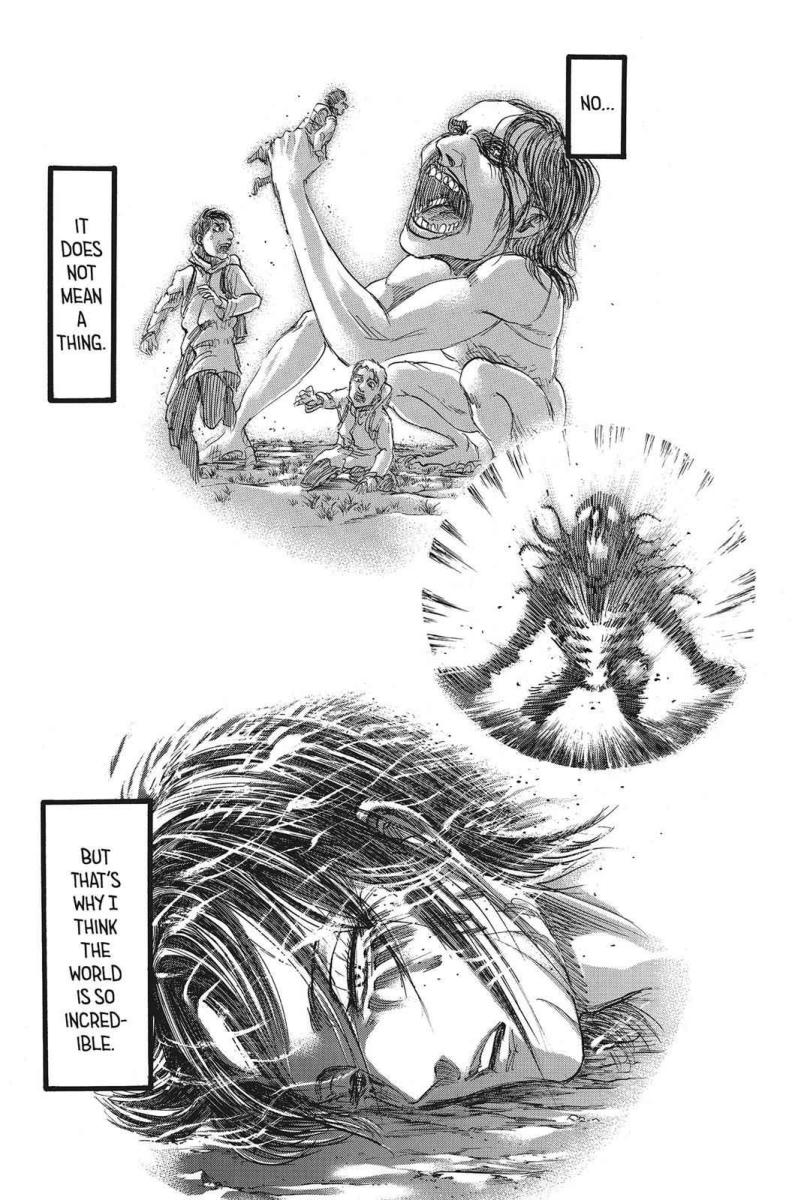 NO...
IT
DOES
NOT
MEAN
A
THING.
BUT
THAT'S
WHY I
THINK
THE
WORLD
IS SO
INCRED-
IBLE.